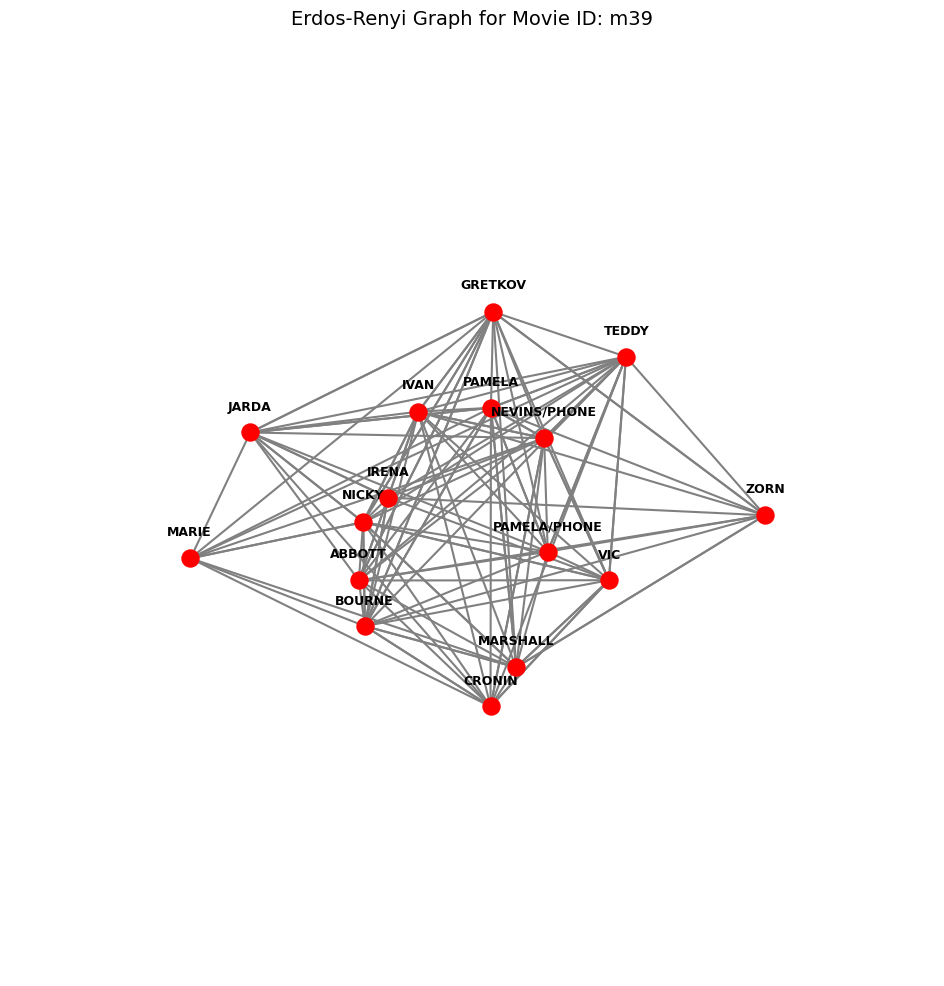 Erdos-Renyi Graph for Movie ID: m39
GRETKOV
TEDDY
IVAN
PAMELA
JARDA
NEVINS/PHONE
IRENA
ZORN
NICKY
PAMELA/PHONE
MARIE
ABBOTT
VIC
BOURNE
MARSHALL
CRONIN